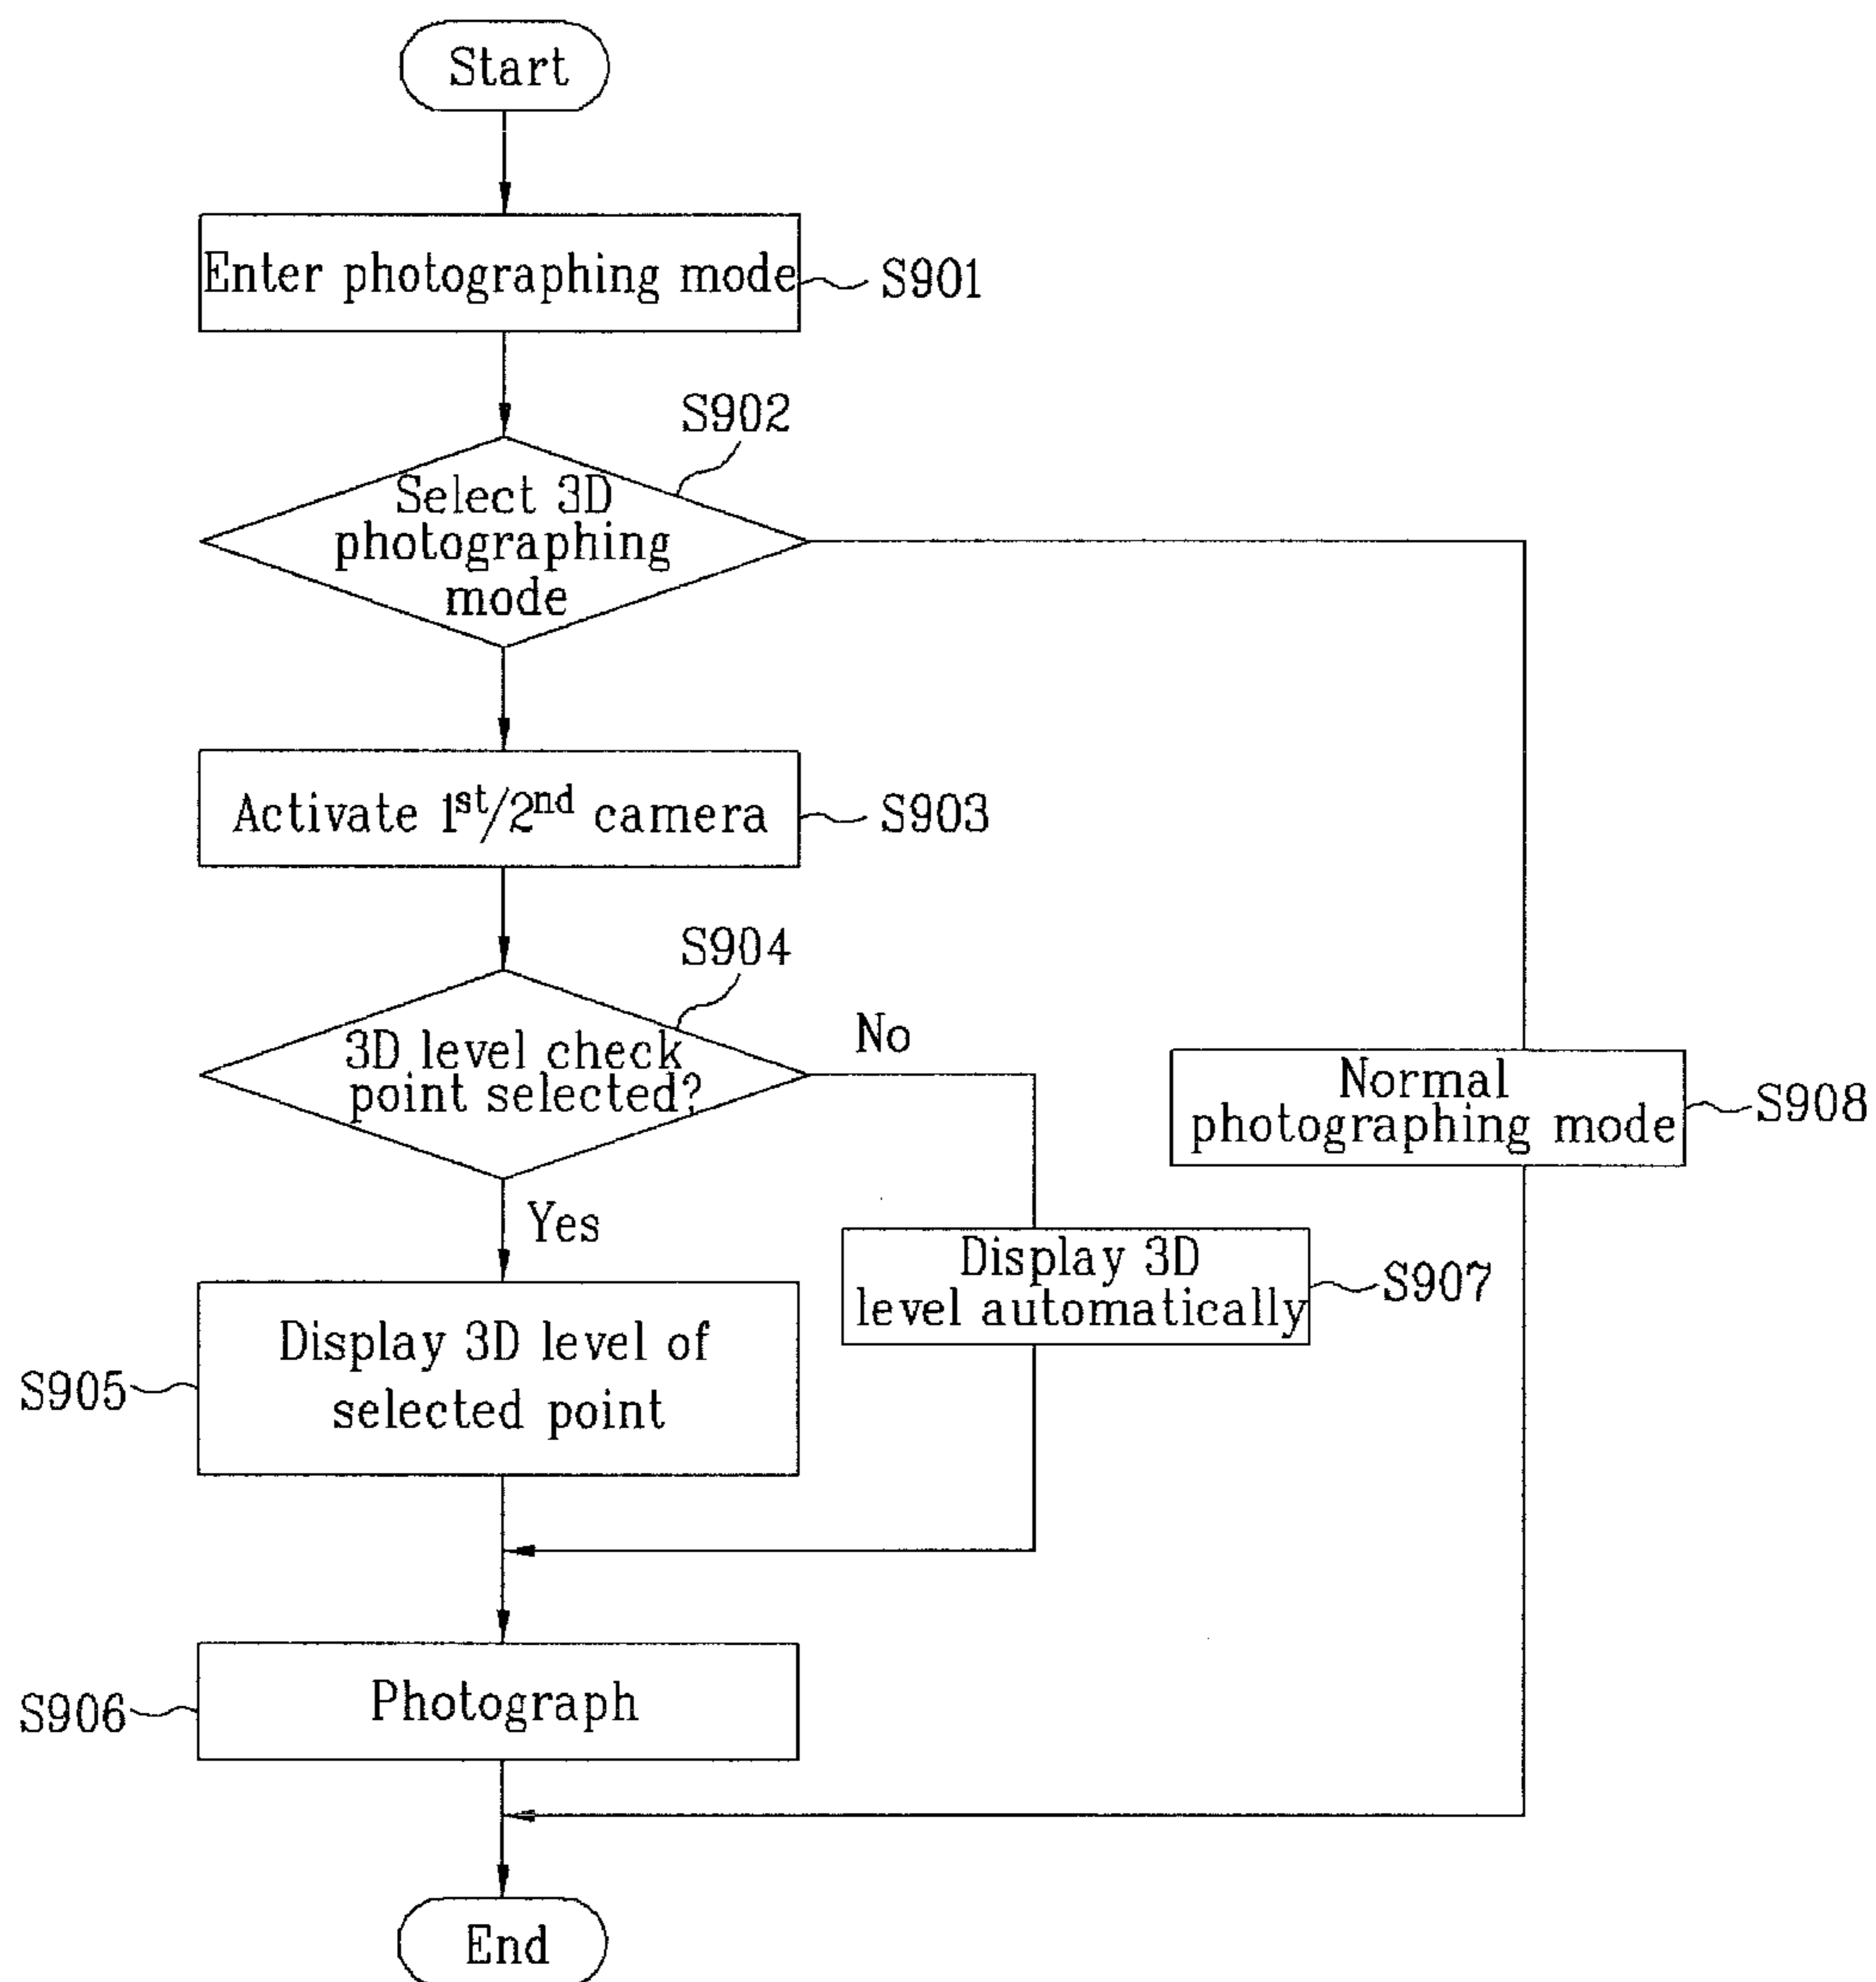 Start
Enter photographing mode
S901
S902
Select 3D
photographing
mode
Activate 1st/2nd camera
S903
S904
3D level check
point selected?
No
Yes
Normal
photographing mode
S908
Display 3D
level automatically
S907
Display 3D level of
selected point
S905
Photograph
S906
End